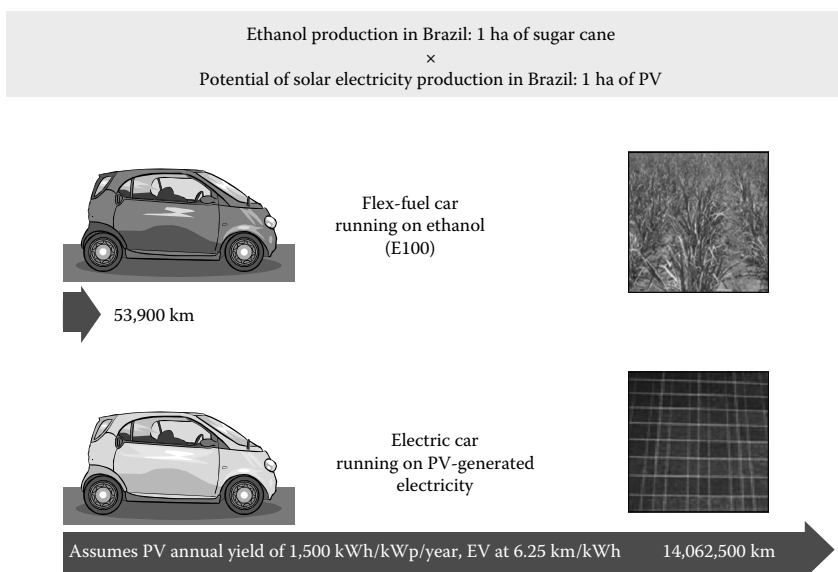 Ethanol production in Brazil: 1 ha of sugar cane
×
Potential of solar electricity production in Brazil: 1 ha of PV
Flex-fuel car
running on ethanol
(E100)
53,900 km
Electric car
running on PV-generated
electricity
Assumes PV annual yield of 1,500 kWh/kWp/year, EV at 6.25 km/kWh 14,062,500 km